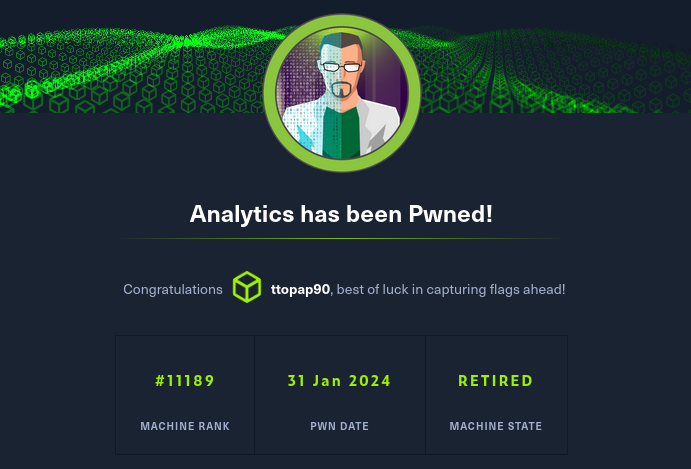 Analytics has been Pwned!
Congratulations ttopap90, best of luck in capturing flags ahead!
#11189 31 Jan 2024 RETIRED
MACHINE RANK PWN DATE MACHINE STATE